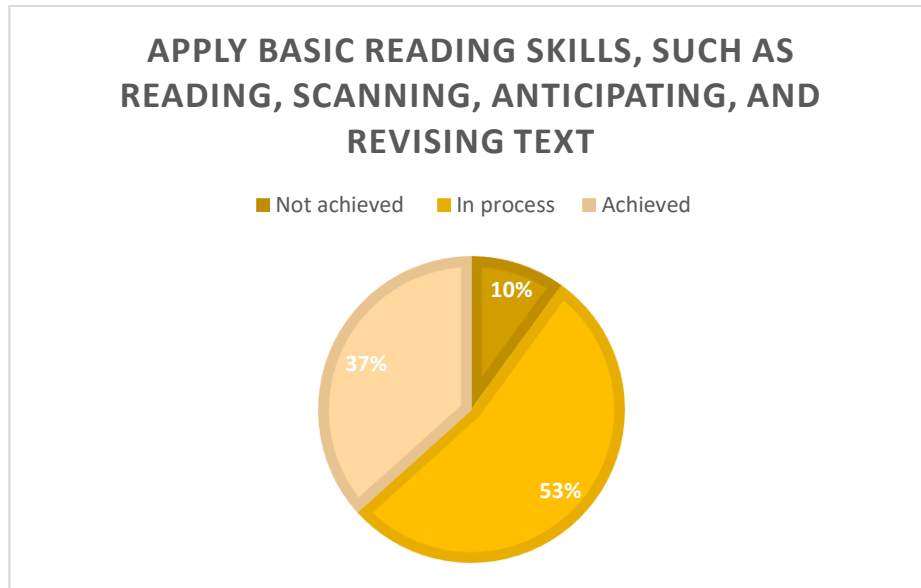 APPLY BASIC READING SKILLS, SUCH AS
READING, SCANNING, ANTICIPATING, AND
REVISING TEXT
Not achieved In process Achieved
10%
37%
53%